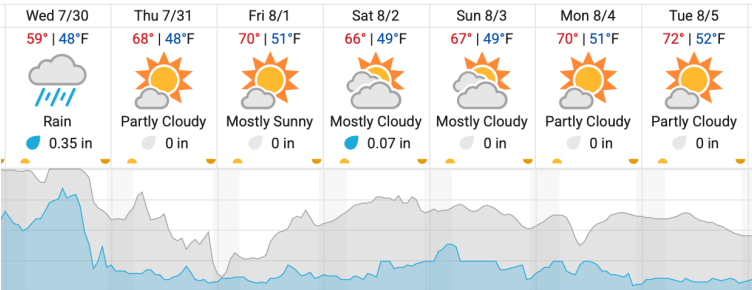 Wed 7/30 Thu 7/31 Fri 8/1 Sat 8/2 Sun 8/3 Mon 8/4 Tue 8/5
59° | 48°F 68° | 48°F 70° | 51°F 66° | 49°F 67° | 49°F 70° | 51°F 72° | 52°F
Rain Partly Cloudy Mostly Sunny Mostly Cloudy Mostly Cloudy Partly Cloudy Partly Cloudy
0.35 in 0 in 0 in 0.07 in 0 in 0 in 0 in